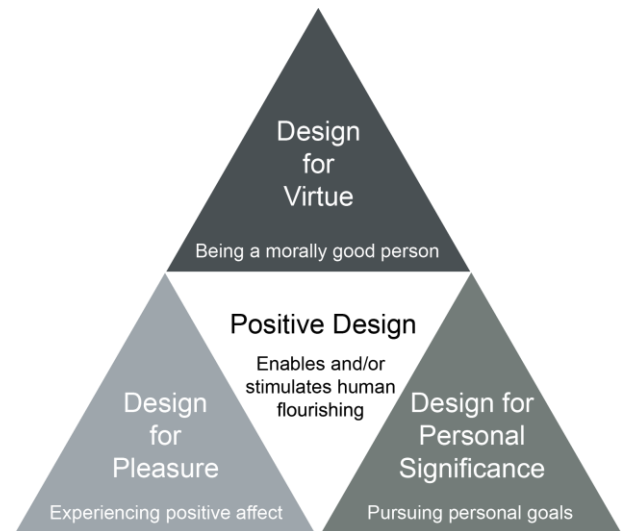 Design
for
Virtue
Being a morally good person
Positive Design
Enables and/or
stimulates human
flourishing
Design
for
Pleasure
Experiencing positive affect
Design for
Personal
Significance
Pursuing personal goals